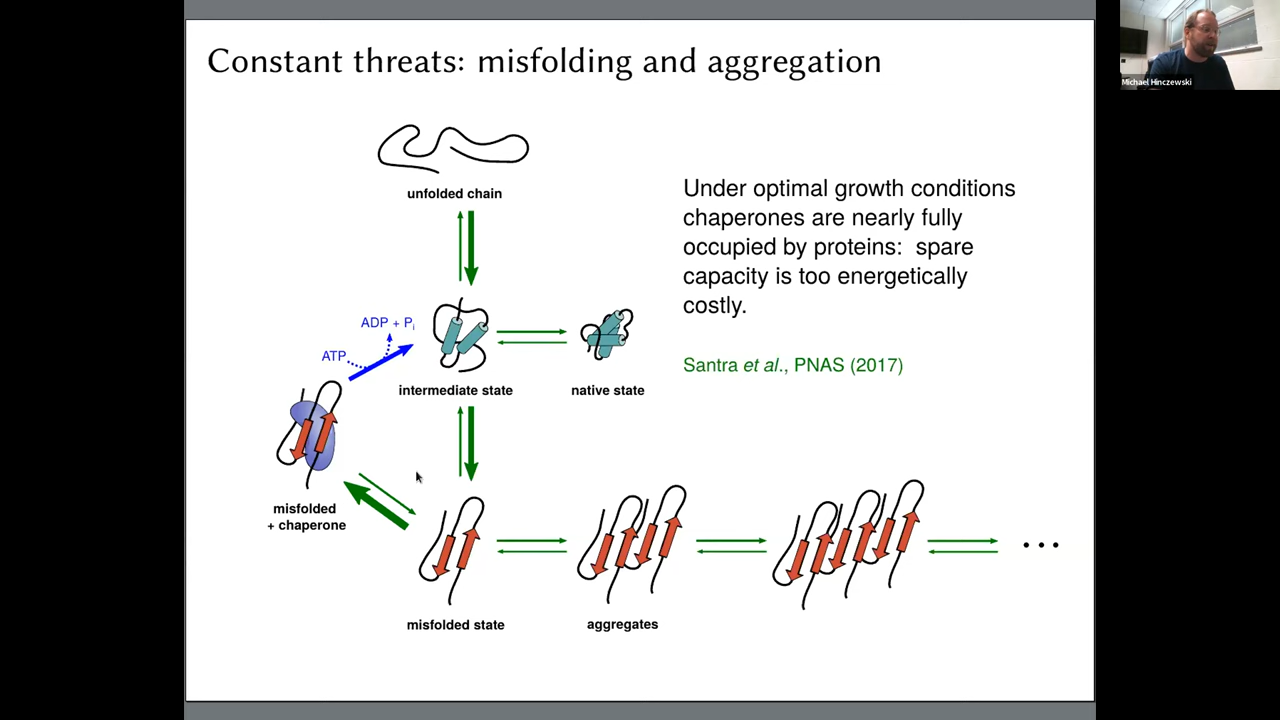 Constant threats: misfolding and aggregation
Michael Hinczewski
unfolded chain
Under optimal growth conditions
chaperones are nearly fully
occupied by proteins: spare
capacity is too energetically
costly.
Santra et al., PNAS (2017)
ADP + Pi
ATP
intermediate state
native state
misfolded
+ chaperone
misfolded state
aggregates
...